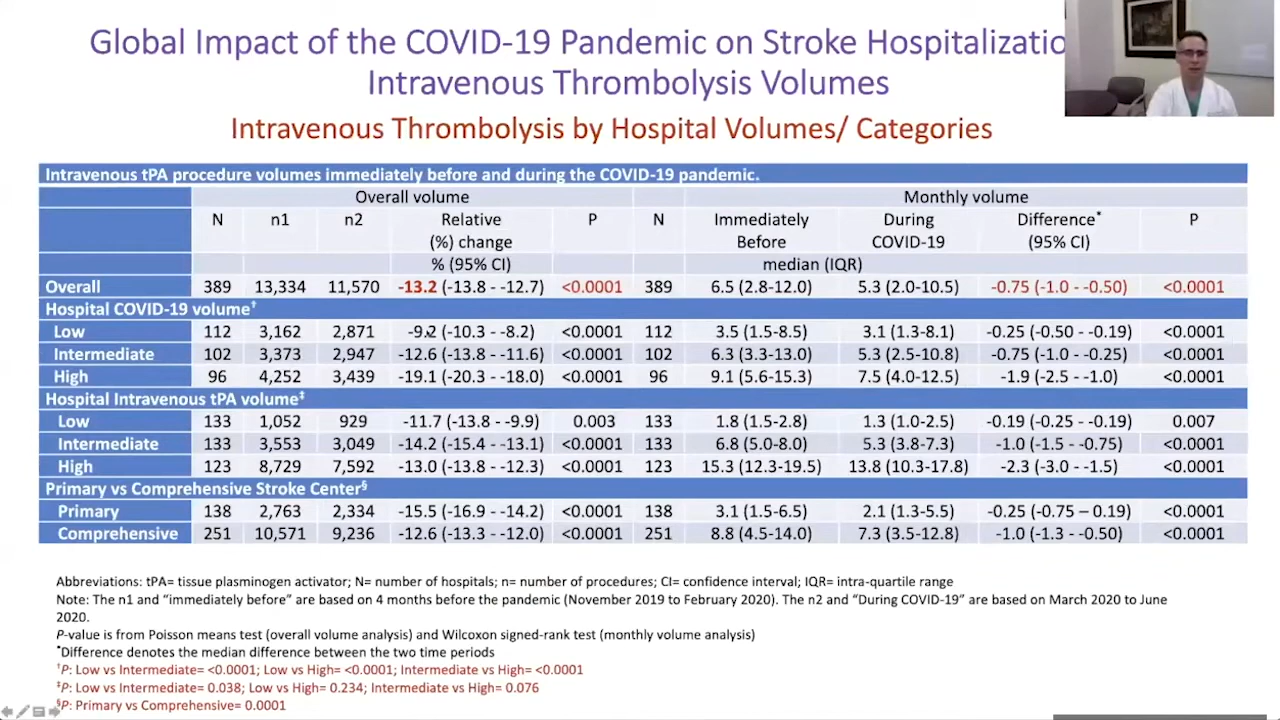 Global Impact of the COVID-19 Pandemic on Stroke Hospitalizatio
Intravenous Thrombolysis Volumes
Intravenous Thrombolysis by Hospital Volumes/ Categories
Intravenous tPA procedure volumes immediately before and during the COVID-19 pandemic.
Overall volume Monthly volume
N n1 n2 Relative P N Immediately During Difference* P
(%) change Before COVID-19 (95% CI)
% (95% CI) median (IQR)
Overall 389 13,334 11,570 -13.2 (-13.8 - -12.7) <0.0001 389 6.5 (2.8-12.0) 5.3 (2.0-10.5) -0.75 (-1.0 - -0.50) <0.0001
Hospital COVID-19 volume†
Low 112 3,162 2,871 -9.2 (-10.3 - -8.2) <0.0001 112 3.5 (1.5-8.5) 3.1 (1.3-8.1) -0.25 (-0.50 - -0.19) <0.0001
Intermediate 102 3,373 2,947 -12.6 (-13.8 - -11.6) <0.0001 102 6.3 (3.3-13.0) 5.3 (2.5-10.8) -0.75 (-1.0 - -0.25) <0.0001
High 96 4,252 3,439 -19.1 (-20.3 - -18.0) <0.0001 96 9.1 (5.6-15.3) 7.5 (4.0-12.5) -1.9 (-2.5 - -1.0) <0.0001
Hospital Intravenous tPA volume‡
Low 133 1,052 929 -11.7 (-13.8 - -9.9) 0.003 133 1.8 (1.5-2.8) 1.3 (1.0-2.5) -0.19 (-0.25 - -0.19) 0.007
Intermediate 133 3,553 3,049 -14.2 (-15.4 - -13.1) <0.0001 133 6.8 (5.0-8.0) 5.3 (3.8-7.3) -1.0 (-1.5 - -0.75) <0.0001
High 123 8,729 7,592 -13.0 (-13.8 - -12.3) <0.0001 123 15.3 (12.3-19.5) 13.8 (10.3-17.8) -2.3 (-3.0 - -1.5) <0.0001
Primary vs Comprehensive Stroke Center§
Primary 138 2,763 2,334 -15.5 (-16.9 - -14.2) <0.0001 138 3.1 (1.5-6.5) 2.1 (1.3-5.5) -0.25 (-0.75 – 0.19) <0.0001
Comprehensive 251 10,571 9,236 -12.6 (-13.3 - -12.0) <0.0001 251 8.8 (4.5-14.0) 7.3 (3.5-12.8) -1.0 (-1.3 - -0.50) <0.0001
Abbreviations: tPA= tissue plasminogen activator; N= number of hospitals; n= number of procedures; CI= confidence interval; IQR= intra-quartile range
Note: The n1 and “immediately before” are based on 4 months before the pandemic (November 2019 to February 2020). The n2 and “During COVID-19” are based on March 2020 to June
2020.
P-value is from Poisson means test (overall volume analysis) and Wilcoxon signed-rank test (monthly volume analysis)
*Difference denotes the median difference between the two time periods
†P: Low vs Intermediate= <0.0001; Low vs High= <0.0001; Intermediate vs High= <0.0001
‡P: Low vs Intermediate= 0.038; Low vs High= 0.234; Intermediate vs High= 0.076
§P: Primary vs Comprehensive= 0.0001